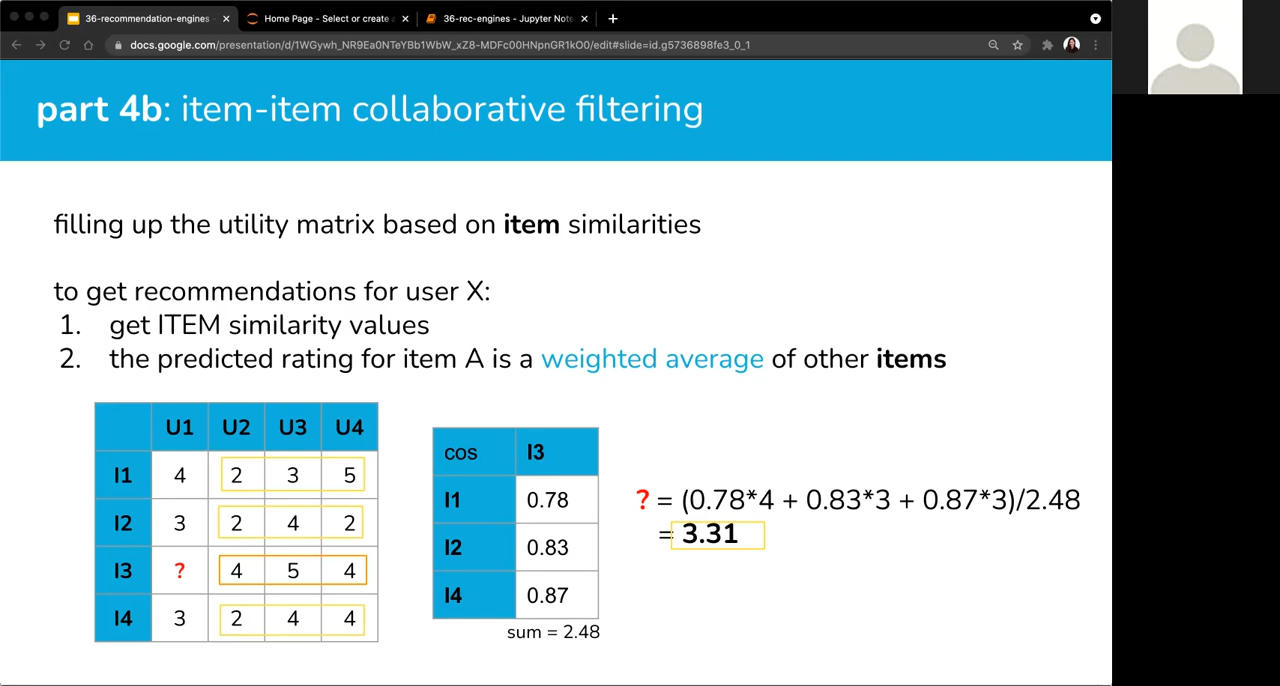 36-recommendation-engines
Home Page - Select or create a
36-rec-engines - Jupyter Note
docs.google.com/presentation/d/1WGywh_NR9Ea0NTeYBb1WbW_xZ8-MDFc00HNpnGR1kO0/edit#slide=id.g5736898fe3_0_1
part 4b: item-item collaborative filtering
filling up the utility matrix based on item similarities
to get recommendations for user X:
1. get ITEM similarity values
2. the predicted rating for item A is a weighted average of other items
U1 U2 U3 U4
I1 4 2 3 5
I2 3 2 4 2
I3 ? 4 5 4
I4 3 2 4 4
cos I3
I1 0.78
I2 0.83
I4 0.87
sum = 2.48
? = (0.78*4 + 0.83*3 + 0.87*3)/2.48
= 3.31